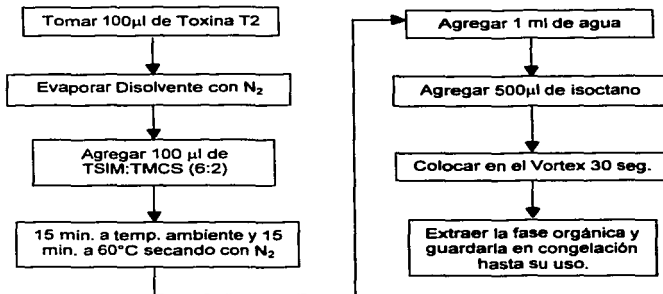 Tomar 100µl de Toxina T2
Evaporar Disolvente con N₂
Agregar 100 µl de
TSIM:TMCS (6:2)
15 min. a temp. ambiente y 15
min. a 60°C secando con N₂
Agregar 1 ml de agua
Agregar 500µl de isoctano
Colocar en el Vortex 30 seg.
Extraer la fase orgánica y
guardarla en congelación
hasta su uso.